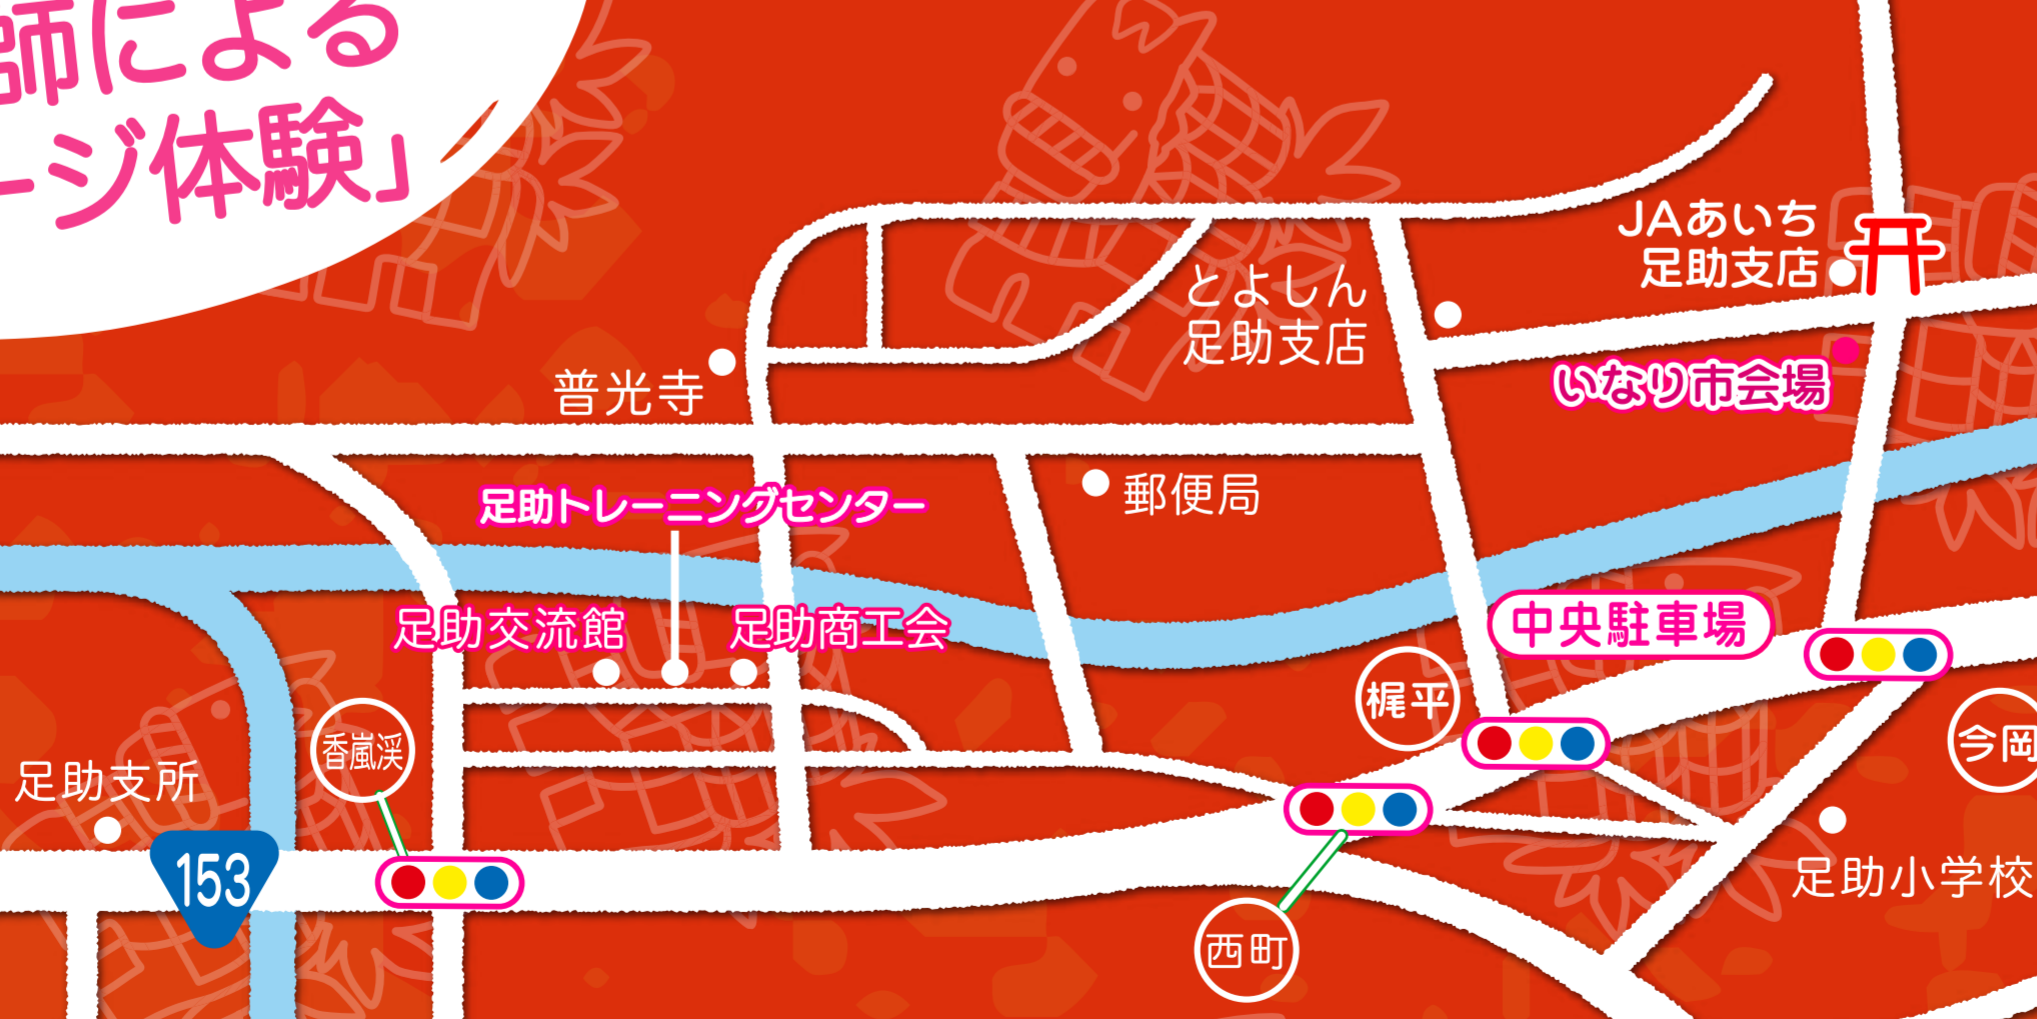 師による
ージ体験」
JAあいち
足助支店
とよしん
足助支店
いなり市会場
普光寺
郵便局
足助トレーニングセンター
足助交流館
足助商工会
中央駐車場
梶平
今岡
香嵐渓
足助支所
153
足助小学校
西町